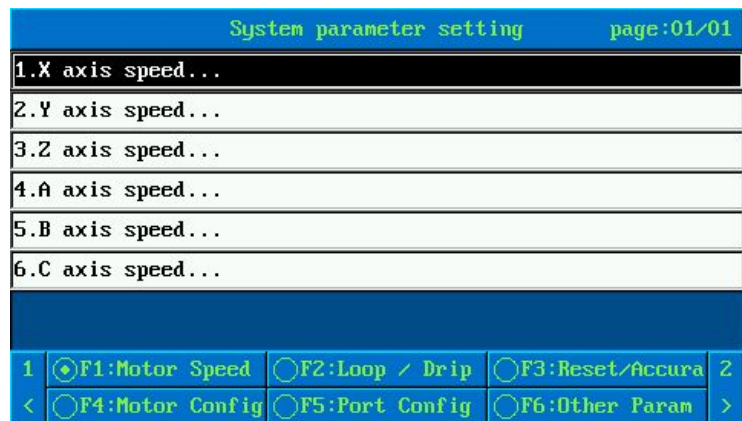 System parameter setting page:01/01
1.X axis speed...
2.Y axis speed...
3.Z axis speed...
4.A axis speed...
5.B axis speed...
6.C axis speed...
1 F1:Motor Speed F2:Loop / Drip F3:Reset/Accura 2
< F4:Motor Config F5:Port Config F6:Other Param >